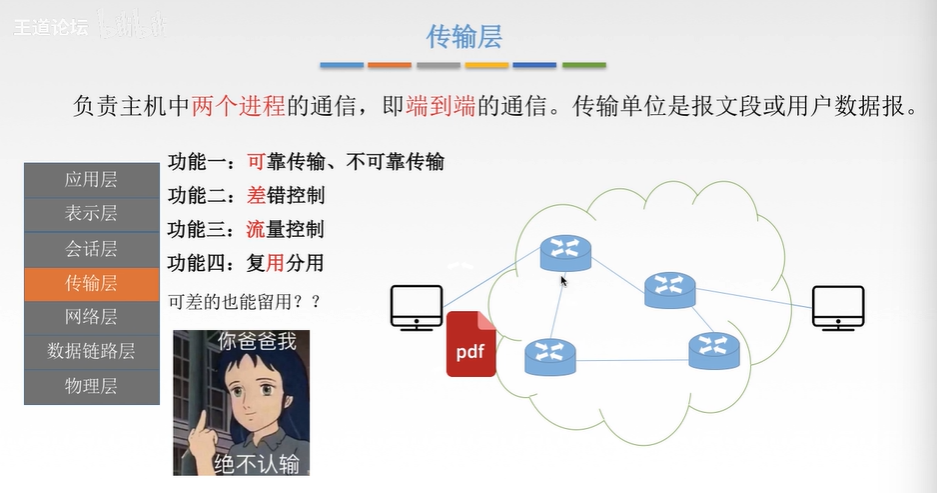 王道论坛 bilibili
传输层
负责主机中两个进程的通信，即端到端的通信。传输单位是报文段或用户数据报。
功能一：可靠传输、不可靠传输
功能二：差错控制
功能三：流量控制
功能四：复用分用
可差的也能留用？？
应用层
表示层
会话层
传输层
网络层
数据链路层
物理层
你爸爸我
绝不认输
pdf